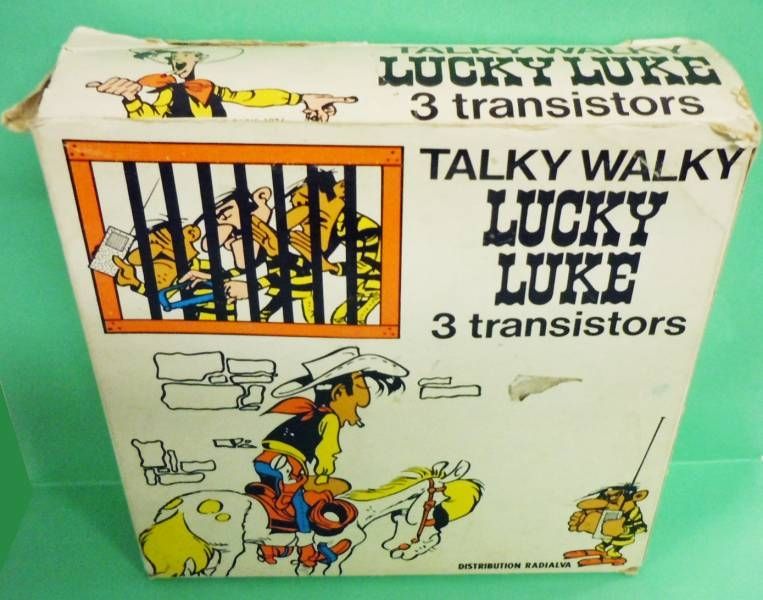 TALKY WALKY
LUCKY LUKE
3 transistors
TALKY WALKY
LUCKY
LUKE
3 transistors
DISTRIBUTION RADIALVA